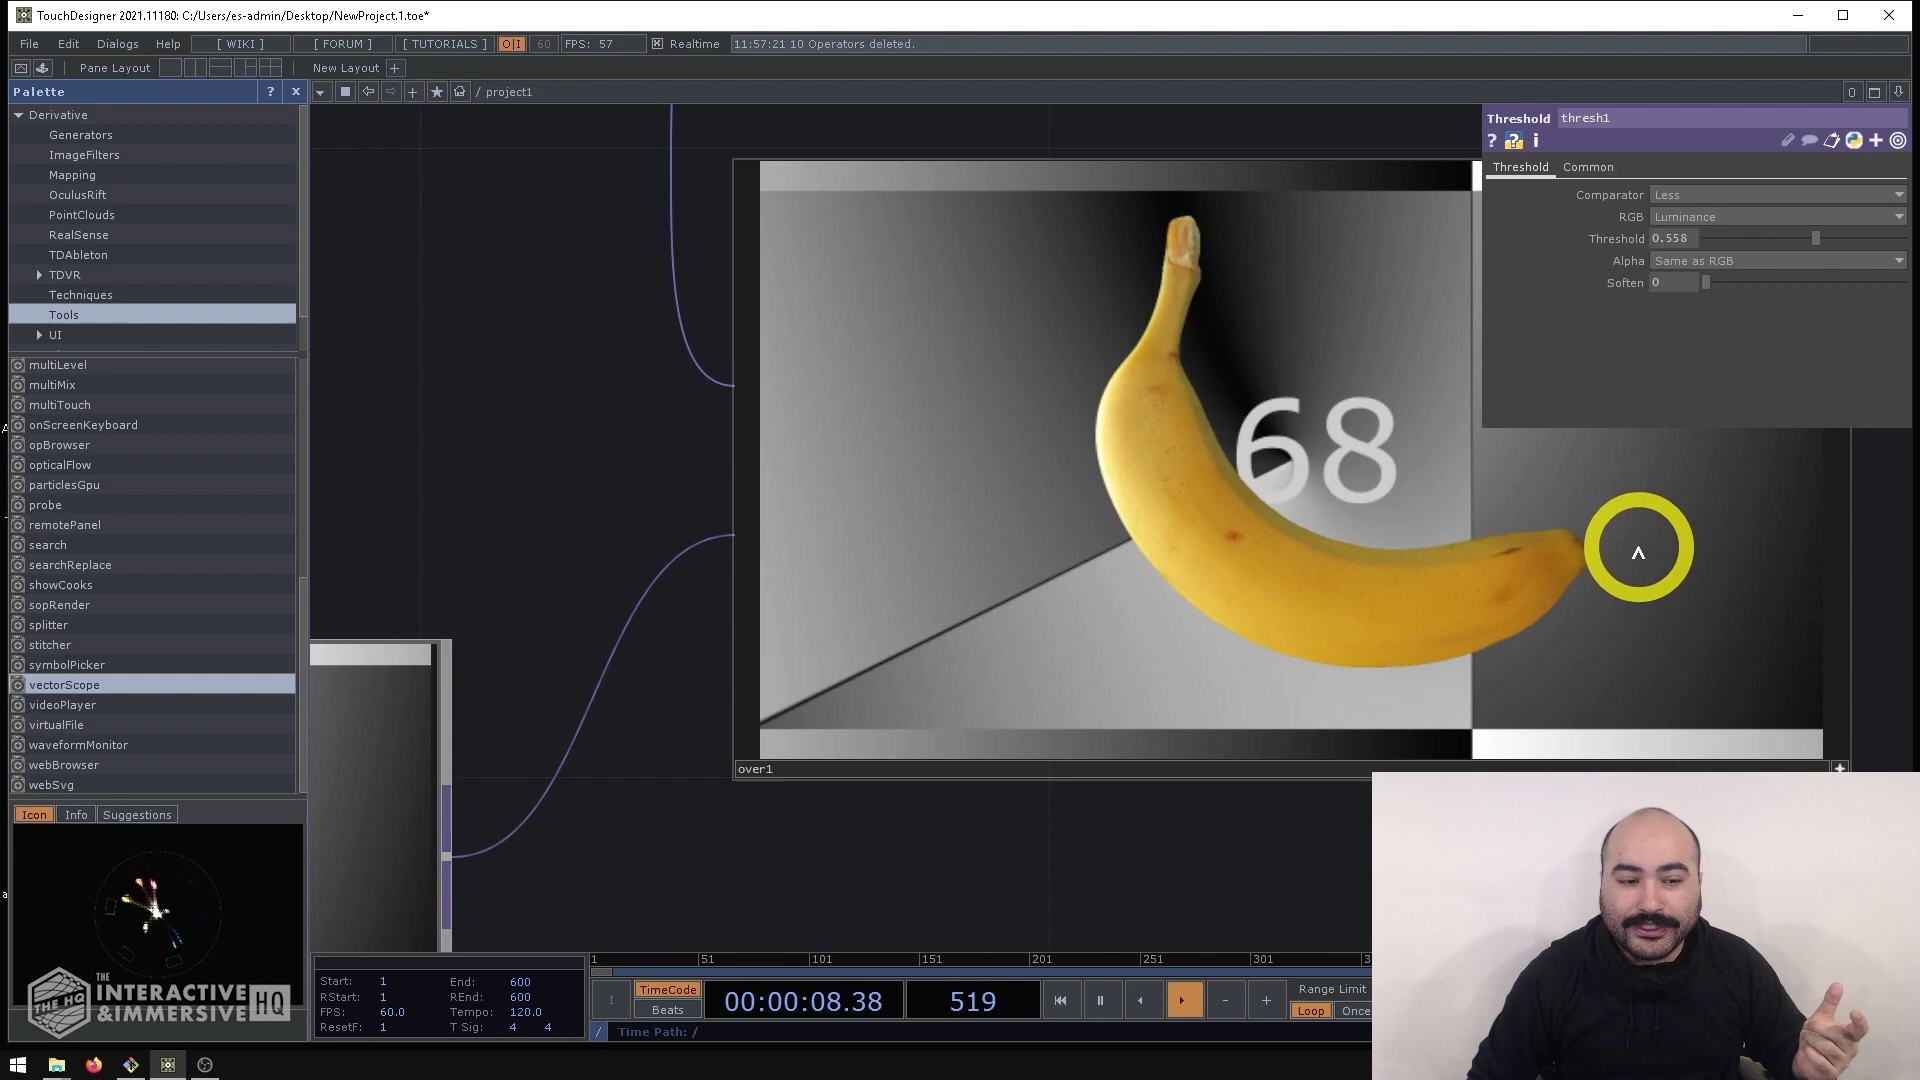 TouchDesigner 2021.11180: C:/Users/es-admin/Desktop/NewProject.1.toe*
File Edit Dialogs Help [ WIKI ] [ FORUM ] [ TUTORIALS ] O|I 60 FPS: 57 Realtime 11:57:21 10 Operators deleted.
Pane Layout New Layout +
Palette ? x / project1 0
Derivative
Generators
ImageFilters
Mapping
OculusRift
PointClouds
RealSense
TDAbleton
TDVR
Techniques
Tools
UI
multiLevel
multiMix
multiTouch
onScreenKeyboard
opBrowser
opticalFlow
particlesGpu
probe
remotePanel
search
searchReplace
showCooks
sopRender
splitter
stitcher
symbolPicker
vectorScope
videoPlayer
virtualFile
waveformMonitor
webBrowser
webSvg
Icon Info Suggestions
THE HQ
THE
INTERACTIVE
&IMMERSIVE HQ
68
over1
Threshold thresh1
? ? i
Threshold Common
Comparator Less
RGB Luminance
Threshold 0.558
Alpha Same as RGB
Soften 0
Start: 1 End: 600
RStart: 1 REnd: 600
FPS: 60.0 Tempo: 120.0
ResetF: 1 T Sig: 4 4
1 51 101 151 201 251 301
TimeCode
Beats
00:00:08.38 519
Range Limit
Loop Once
/ Time Path: /